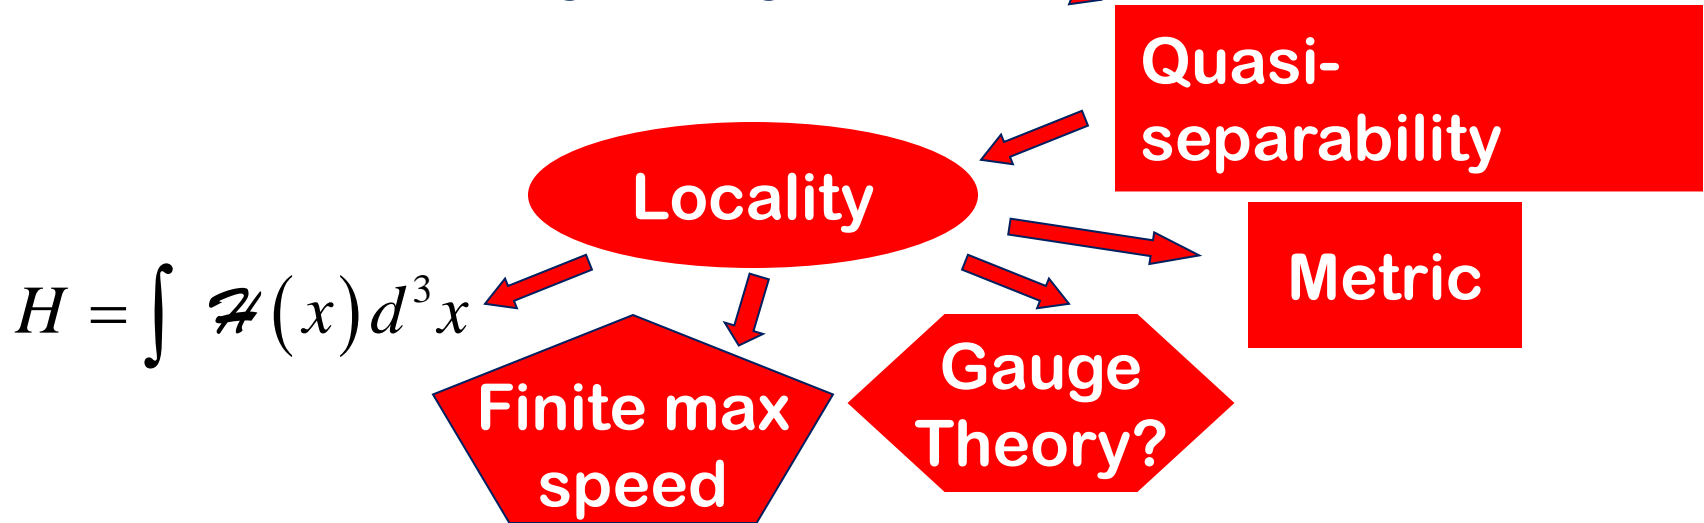 Quasi-
separability
Locality
Metric
H = ∫ ℋ(x)d³x
Gauge
Theory?
Finite max
speed